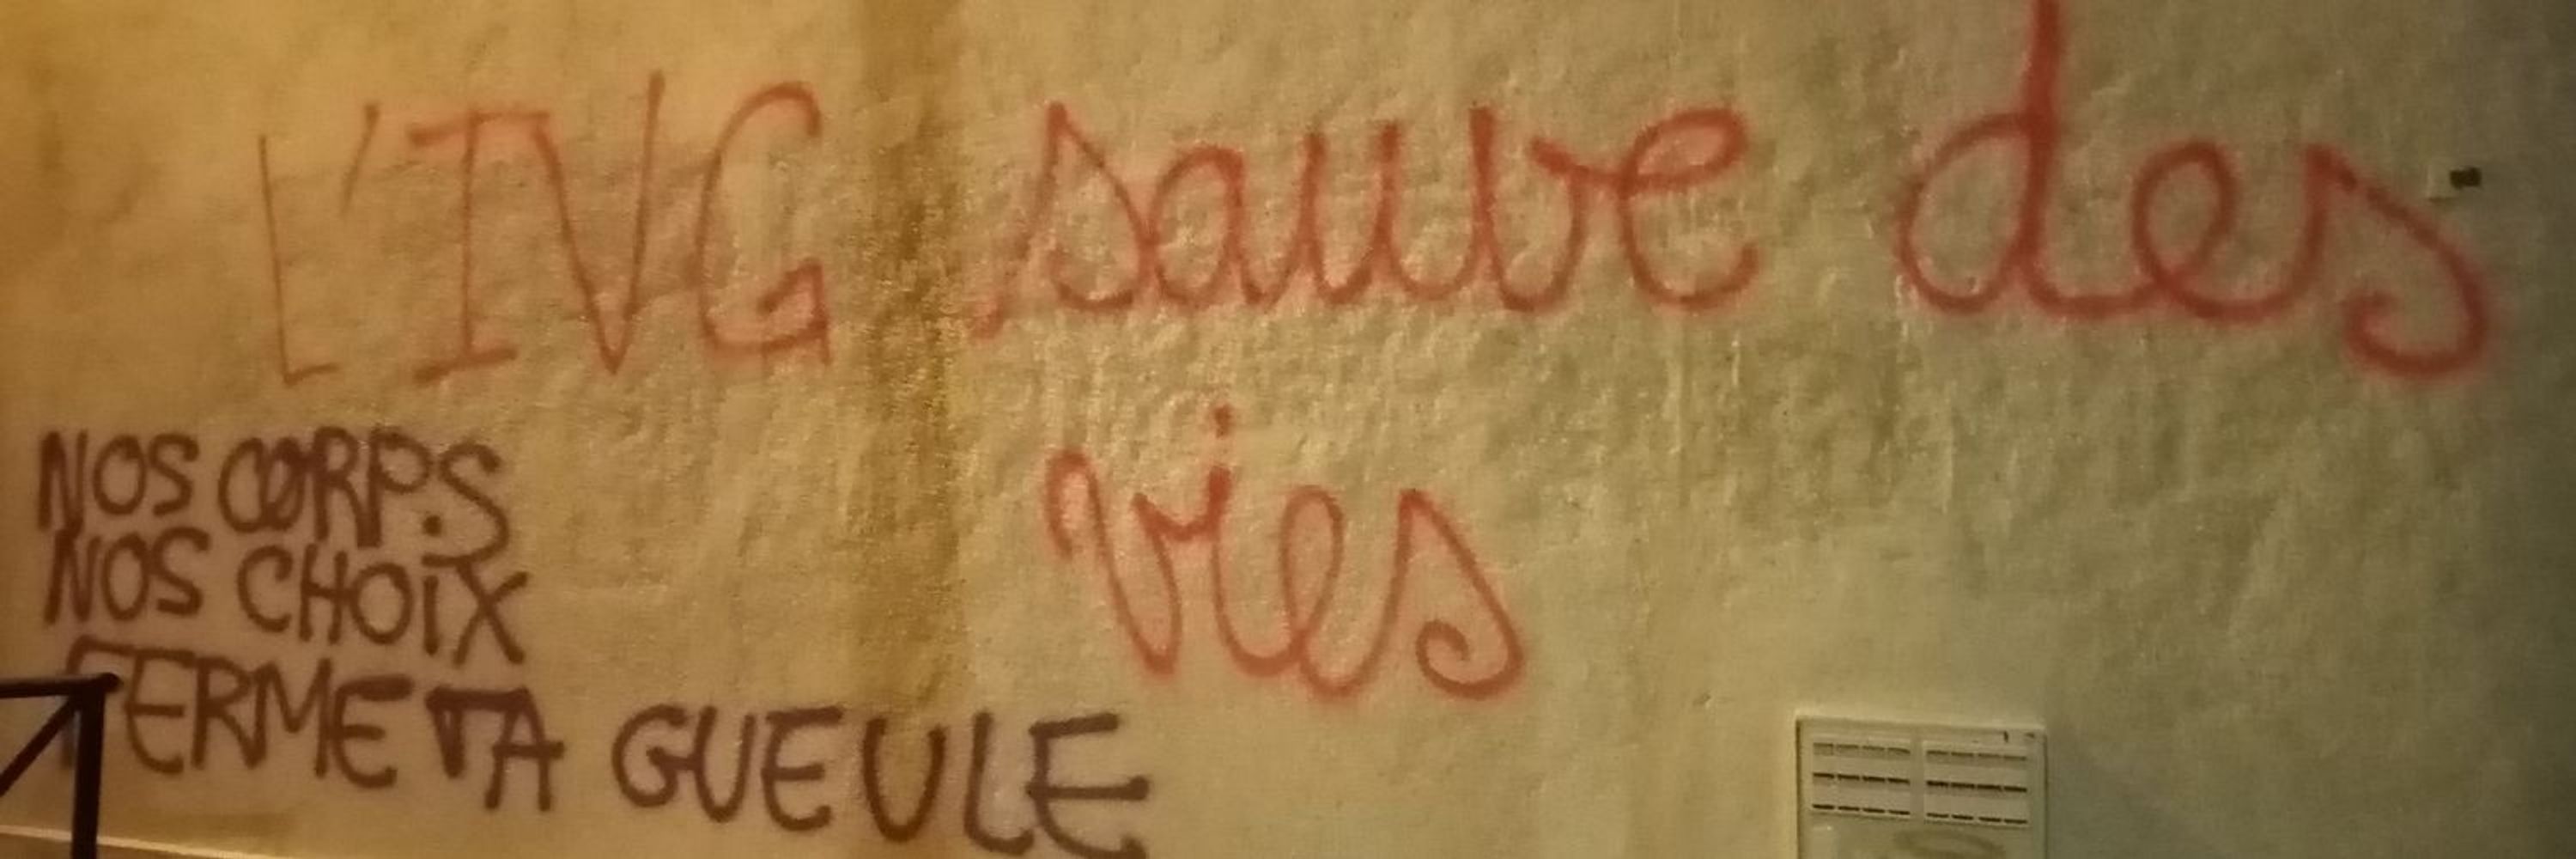 L'IVG sauve des
vies
NOS CORPS
NOS CHOiX
FERME TA GUEULE